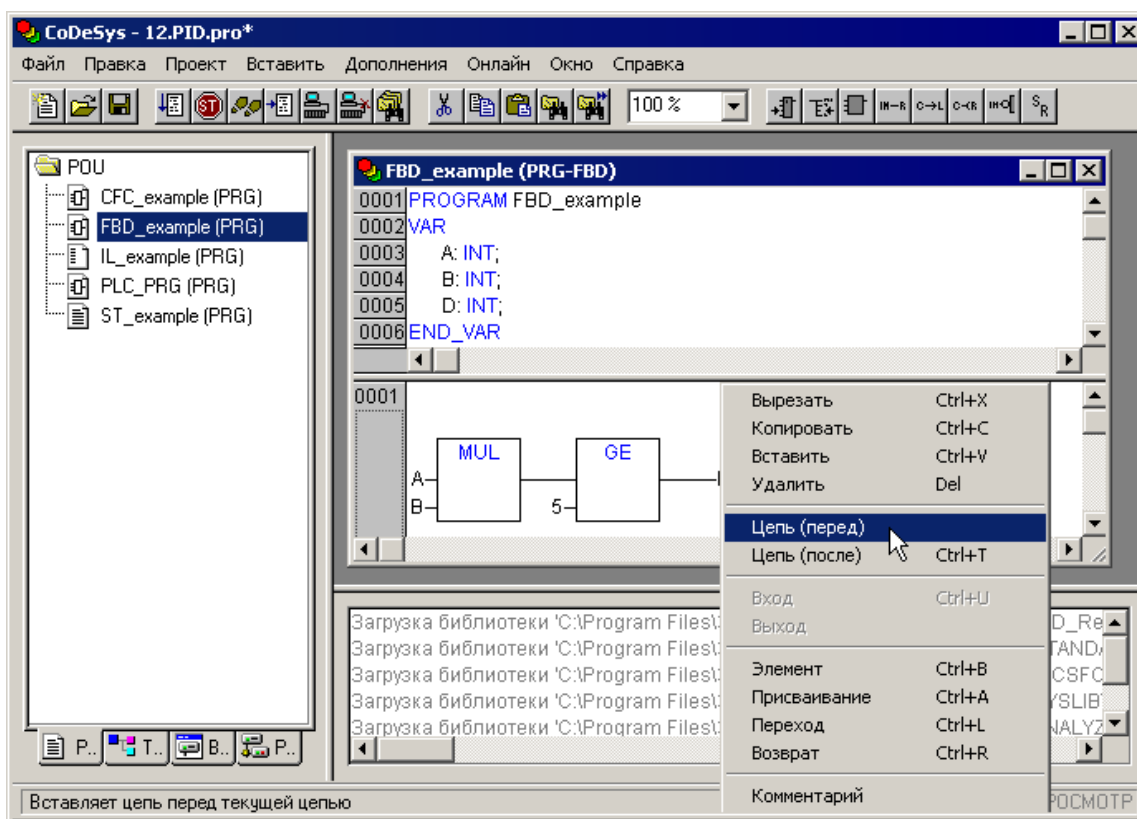 CoDeSys - 12.PID.pro*
Файл Правка Проект Вставить Дополнения Онлайн Окно Справка
100 %
POU
CFC_example (PRG)
FBD_example (PRG)
IL_example (PRG)
PLC_PRG (PRG)
ST_example (PRG)
P.. T.. B.. P..
FBD_example (PRG-FBD)
0001 PROGRAM FBD_example
0002 VAR
0003 A: INT;
0004 B: INT;
0005 D: INT;
0006 END_VAR
0001
MUL GE
A
B 5
Вырезать Ctrl+X
Копировать Ctrl+C
Вставить Ctrl+V
Удалить Del
Цепь (перед)
Цепь (после) Ctrl+T
Вход Ctrl+U
Выход
Элемент Ctrl+B
Присваивание Ctrl+A
Переход Ctrl+L
Возврат Ctrl+R
Комментарий
Загрузка библиотеки 'C:\Program Files\
Загрузка библиотеки 'C:\Program Files\
Загрузка библиотеки 'C:\Program Files\
Загрузка библиотеки 'C:\Program Files\
Загрузка библиотеки 'C:\Program Files\
Вставляет цепь перед текущей цепью